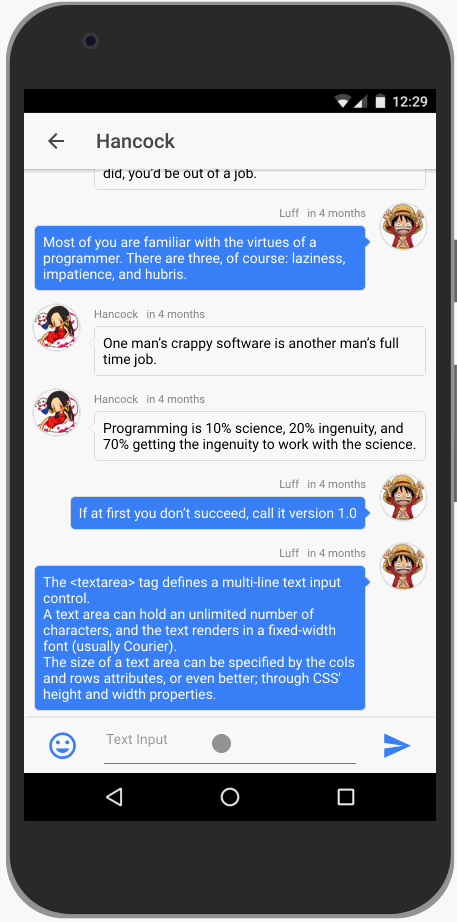 12:29
Hancock
did, you’d be out of a job.
Luff in 4 months
Most of you are familiar with the virtues of a
programmer. There are three, of course: laziness,
impatience, and hubris.
Hancock in 4 months
One man’s crappy software is another man’s full
time job.
Hancock in 4 months
Programming is 10% science, 20% ingenuity, and
70% getting the ingenuity to work with the science.
Luff in 4 months
If at first you don’t succeed, call it version 1.0
Luff in 4 months
The <textarea> tag defines a multi-line text input
control.
A text area can hold an unlimited number of
characters, and the text renders in a fixed-width
font (usually Courier).
The size of a text area can be specified by the cols
and rows attributes, or even better; through CSS'
height and width properties.
Text Input